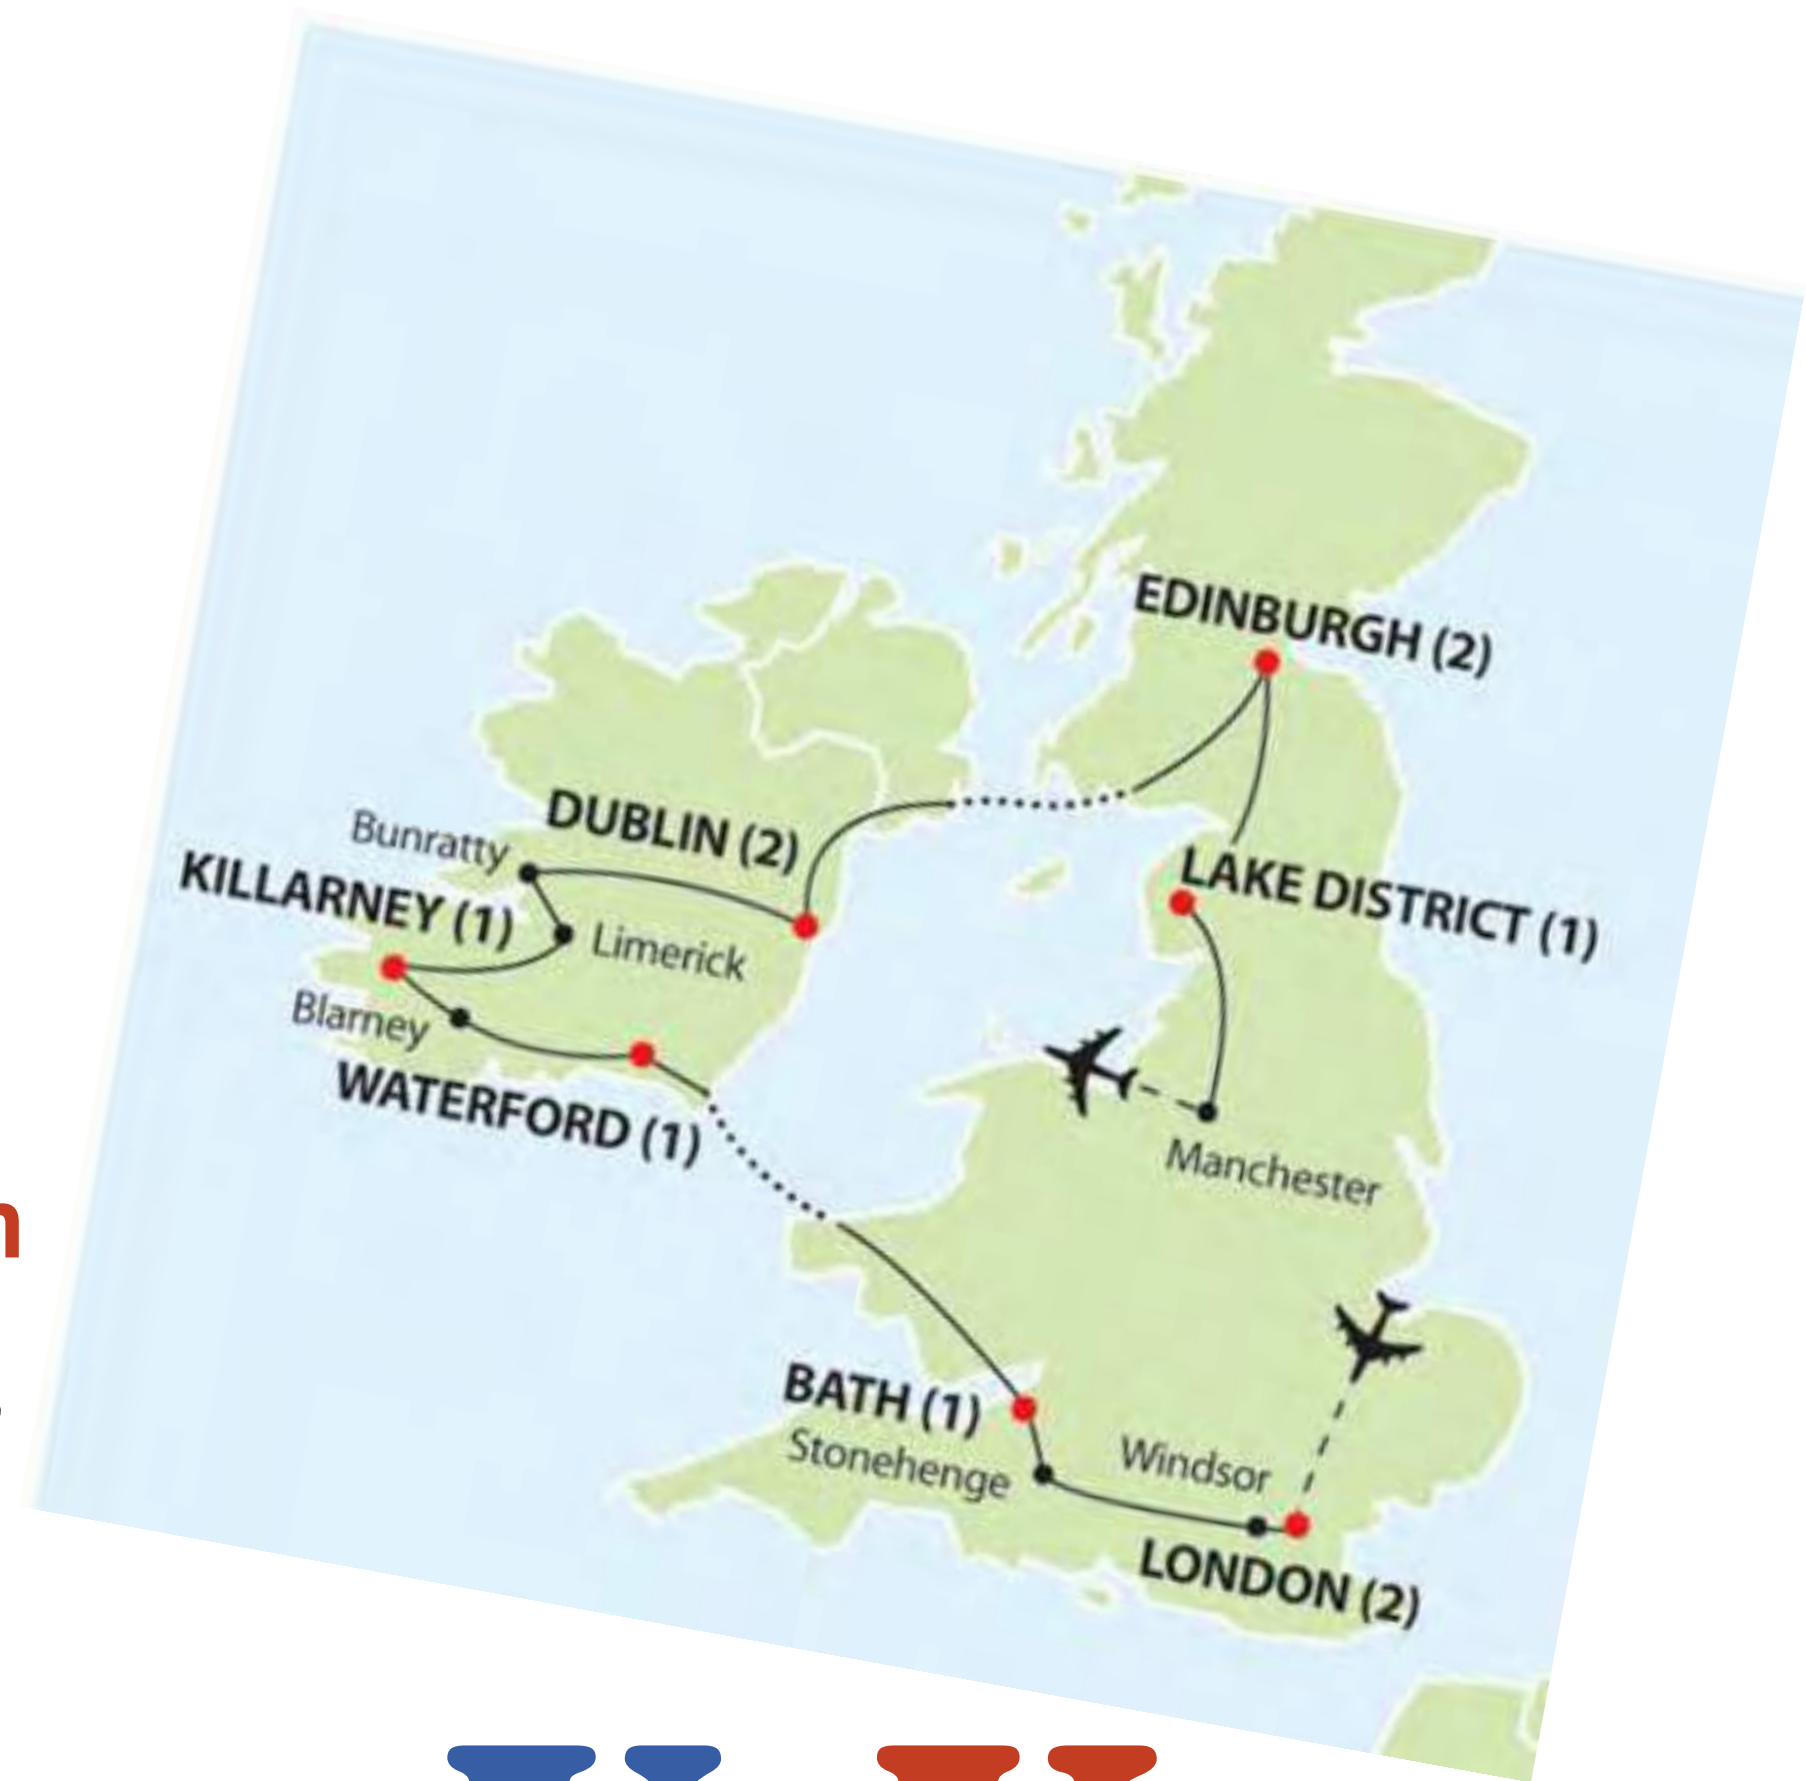 EDINBURGH (2)
DUBLIN (2)
Bunratty
KILLARNEY (1)
LAKE DISTRICT (1)
Limerick
Blarney
WATERFORD (1)
Manchester
BATH (1)
Stonehenge
Windsor
LONDON (2)